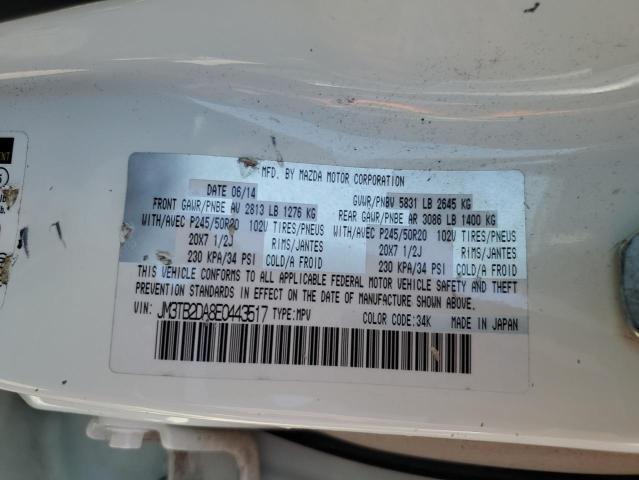 MFD. BY MAZDA MOTOR CORPORATION
DATE 06/14 GVWR/PNBV 5831 LB 2645 KG
FRONT GAWR/PNBE AV 2813 LB 1276 KG REAR GAWR/PNBE AR 3086 LB 1400 KG
WITH/AVEC P245/50R20 102V TIRES/PNEUS WITH/AVEC P245/50R20 102V TIRES/PNEUS
20X7 1/2J RIMS/JANTES 20X7 1/2J RIMS/JANTES
230 KPA/34 PSI COLD/A FROID 230 KPA/34 PSI COLD/A FROID
THIS VEHICLE CONFORMS TO ALL APPLICABLE FEDERAL MOTOR VEHICLE SAFETY AND THEFT
PREVENTION STANDARDS IN EFFECT ON THE DATE OF MANUFACTURE SHOWN ABOVE.
VIN: JM3TB2DA8E0443517 TYPE:MPV COLOR CODE:34K MADE IN JAPAN